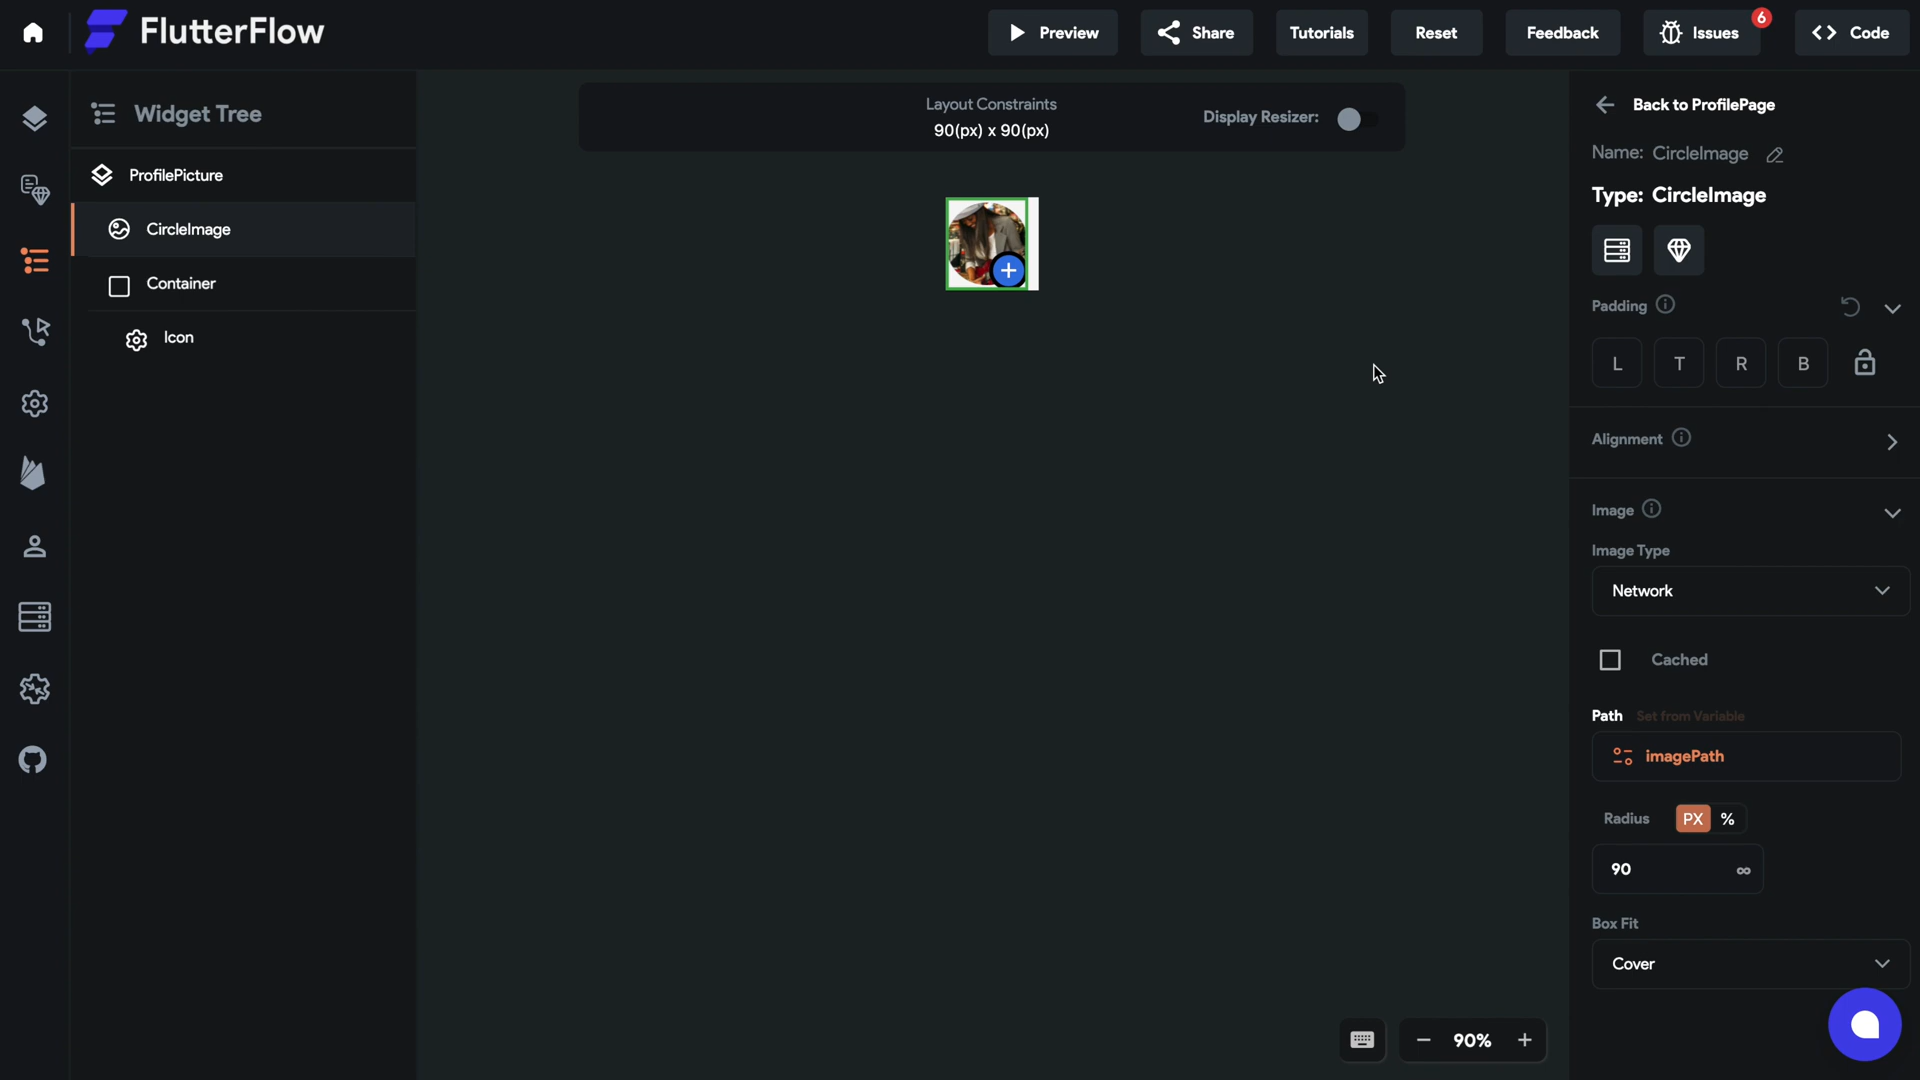 FlutterFlow
Preview
Share
Tutorials
Reset
Feedback
Issues
6
Code
Widget Tree
ProfilePicture
CircleImage
Container
Icon
Layout Constraints
90(px) x 90(px)
Display Resizer:
Back to ProfilePage
Name: CircleImage
Type: CircleImage
Padding
L
T
R
B
Alignment
Image
Image Type
Network
Cached
Path Set from Variable
imagePath
Radius PX %
90 ∞
Box Fit
Cover
90%